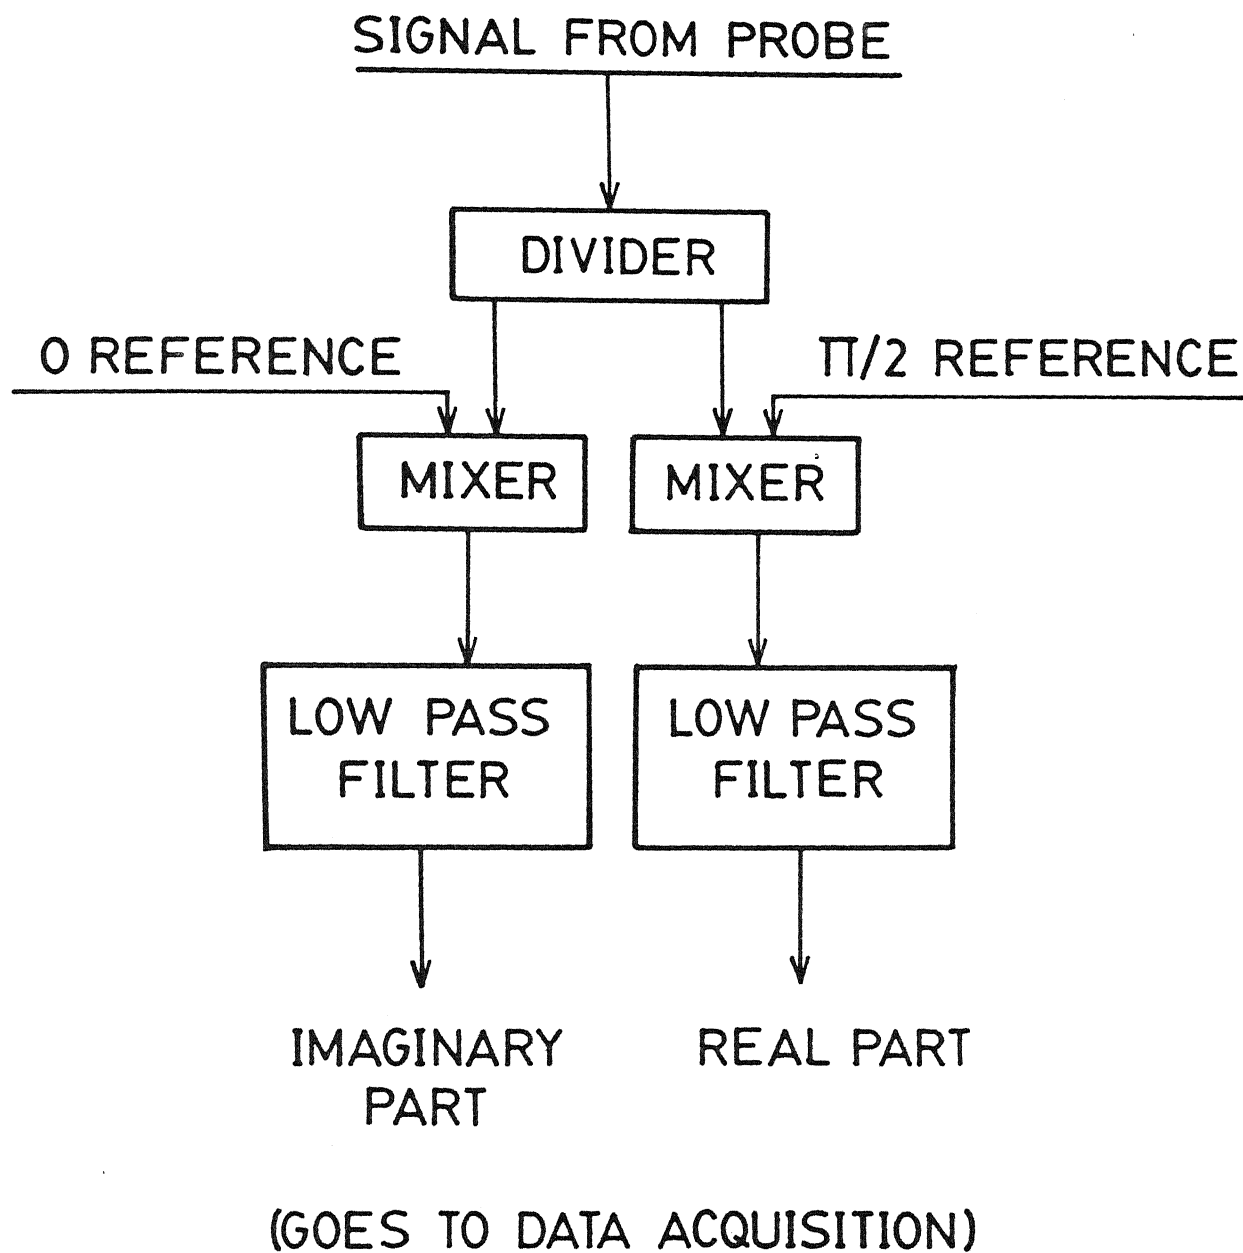 SIGNAL FROM PROBE
DIVIDER
0 REFERENCE
Π/2 REFERENCE
MIXER
MIXER
LOW PASS
FILTER
LOW PASS
FILTER
IMAGINARY
PART
REAL PART
(GOES TO DATA ACQUISITION)